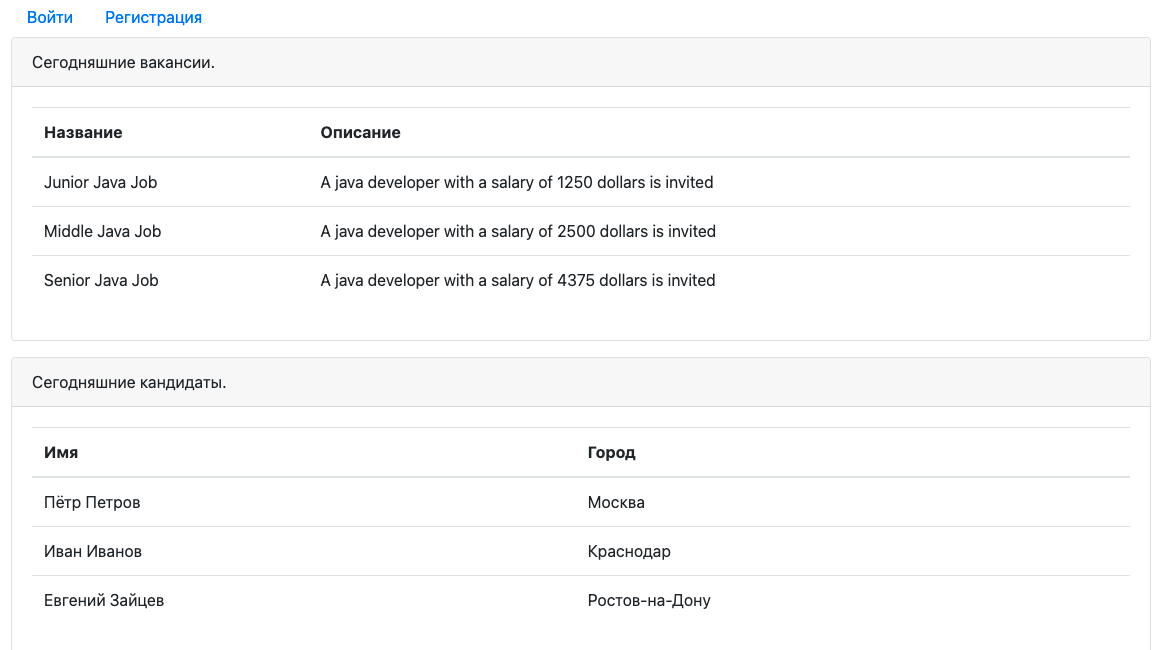 Войти Регистрация
Сегодняшние вакансии.
Название Описание
Junior Java Job A java developer with a salary of 1250 dollars is invited
Middle Java Job A java developer with a salary of 2500 dollars is invited
Senior Java Job A java developer with a salary of 4375 dollars is invited
Сегодняшние кандидаты.
Имя Город
Пётр Петров Москва
Иван Иванов Краснодар
Евгений Зайцев Ростов-на-Дону